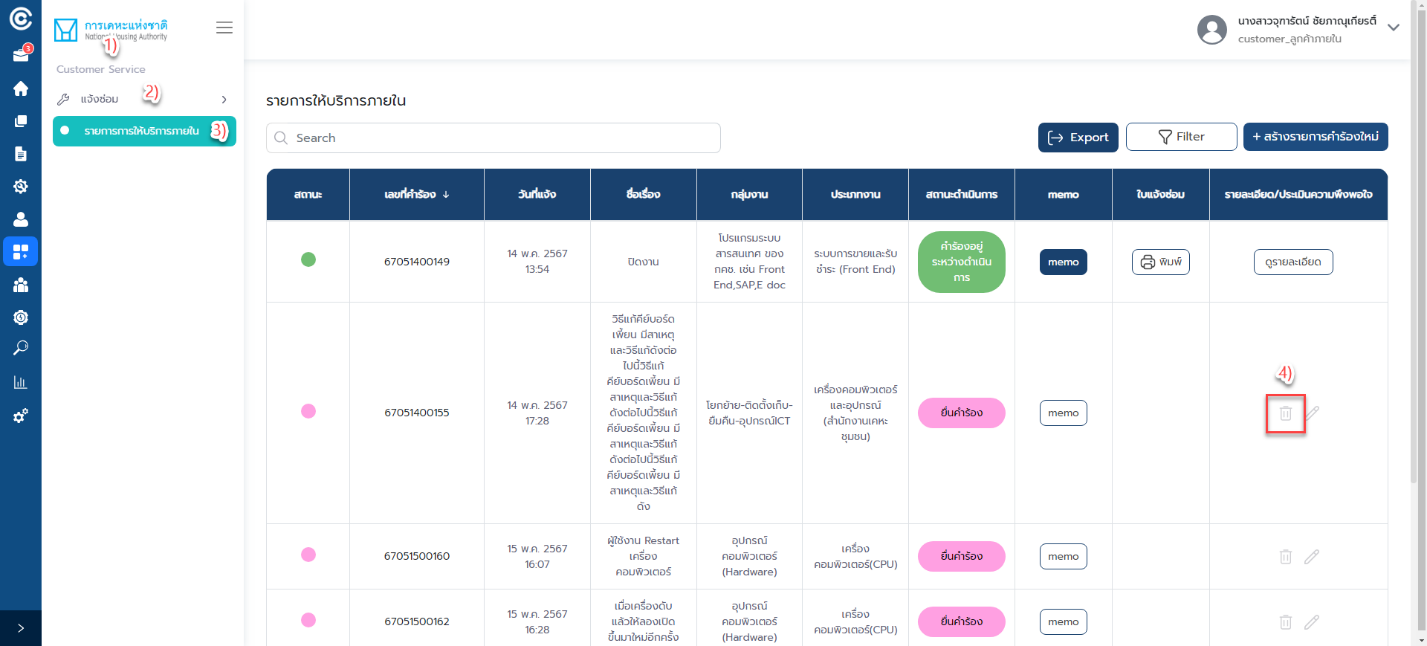 3
การเคหะแห่งชาติ
National Housing Authority
1)
Customer Service
แจ้งซ่อม
2)
รายการการให้บริการภายใน
3)
นางสาวจุฑารัตน์ ชัยภาณุเกียรติ์
customer_ลูกค้าภายใน
รายการให้บริการภายใน
Search
Export
Filter
+ สร้างรายการคำร้องใหม่
สถานะ
เลขที่คำร้อง ↓
วันที่แจ้ง
ชื่อเรื่อง
กลุ่มงาน
ประเภทงาน
สถานะดำเนินการ
memo
ใบแจ้งซ่อม
รายละเอียด/ประเมินความพึงพอใจ
67051400149
14 พ.ค. 2567
13:54
ปิดงาน
โปรแกรมระบบ
สารสนเทศ ของ
กคช. เช่น Front
End,SAP,E doc
ระบบการขายและรับ
ชำระ (Front End)
คำร้องอยู่
ระหว่างดำเนิน
การ
memo
พิมพ์
ดูรายละเอียด
67051400155
14 พ.ค. 2567
17:28
วิธีแก้คีย์บอร์ด
เพี้ยน มีสาเหตุ
และวิธีแก้ดังต่อ
ไปนี้วิธีแก้
คีย์บอร์ดเพี้ยน มี
สาเหตุและวิธีแก้
ดังต่อไปนี้วิธีแก้
คีย์บอร์ดเพี้ยน มี
สาเหตุและวิธีแก้
ดังต่อไปนี้วิธีแก้
คีย์บอร์ดเพี้ยน มี
สาเหตุและวิธีแก้
ดัง
โยกย้าย-ติดตั้งเก็บ-
ยืมคืน-อุปกรณ์ICT
เครื่องคอมพิวเตอร์
และอุปกรณ์
(สำนักงานเคหะ
ชุมชน)
ยื่นคำร้อง
memo
4)
67051500160
15 พ.ค. 2567
16:07
ผู้ใช้งาน Restart
เครื่อง
คอมพิวเตอร์
อุปกรณ์
คอมพิวเตอร์
(Hardware)
เครื่อง
คอมพิวเตอร์(CPU)
ยื่นคำร้อง
memo
67051500162
15 พ.ค. 2567
16:28
เมื่อเครื่องดับ
แล้วให้ลองเปิด
ขึ้นมาใหม่อีกครั้ง
อุปกรณ์
คอมพิวเตอร์
(Hardware)
เครื่อง
คอมพิวเตอร์(CPU)
ยื่นคำร้อง
memo